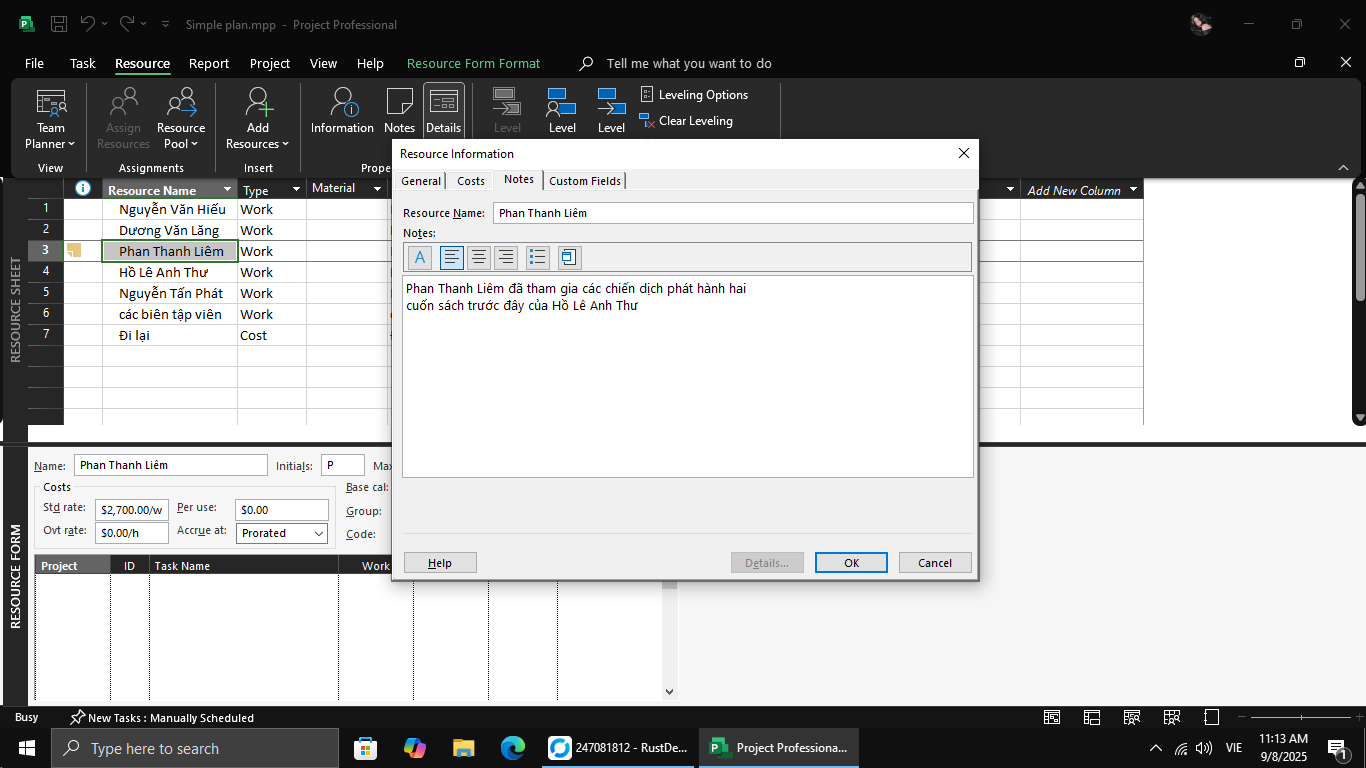 Simple plan.mpp - Project Professional
File Task Resource Report Project View Help Resource Form Format Tell me what you want to do
Team Planner
Assign Resources
Resource Pool
Add Resources
Information
Notes
Details
Level
Level
Level
Leveling Options
Clear Leveling
View Assignments Insert
Resource Information
General Costs Notes Custom Fields
Resource Name: Phan Thanh Liêm
Notes:
A
Phan Thanh Liêm đã tham gia các chiến dịch phát hành hai
cuốn sách trước đây của Hồ Lê Anh Thư
Help Details... OK Cancel
RESOURCE SHEET
Resource Name Type Material Add New Column
1 Nguyễn Văn Hiếu Work
2 Dương Văn Lăng Work
3 Phan Thanh Liêm Work
4 Hồ Lê Anh Thư Work
5 Nguyễn Tấn Phát Work
6 các biên tập viên Work
7 Đi lại Cost
RESOURCE FORM
Name: Phan Thanh Liêm Initials: P
Costs Base cal:
Std rate: $2,700.00/w Per use: $0.00 Group:
Ovt rate: $0.00/h Accrue at: Prorated Code:
Project ID Task Name Work
Busy New Tasks : Manually Scheduled
Type here to search
247081812 - RustDe...
Project Professiona...
VIE
11:13 AM
9/8/2025
1